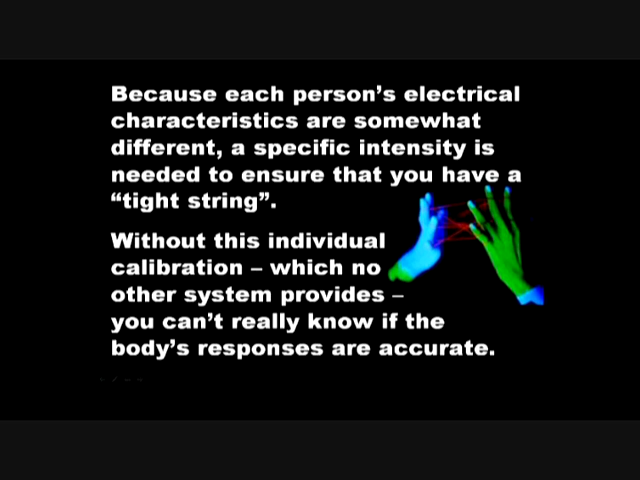 Because each person’s electrical
characteristics are somewhat
different, a specific intensity is
needed to ensure that you have a
“tight string”.
Without this individual
calibration – which no
other system provides –
you can’t really know if the
body’s responses are accurate.